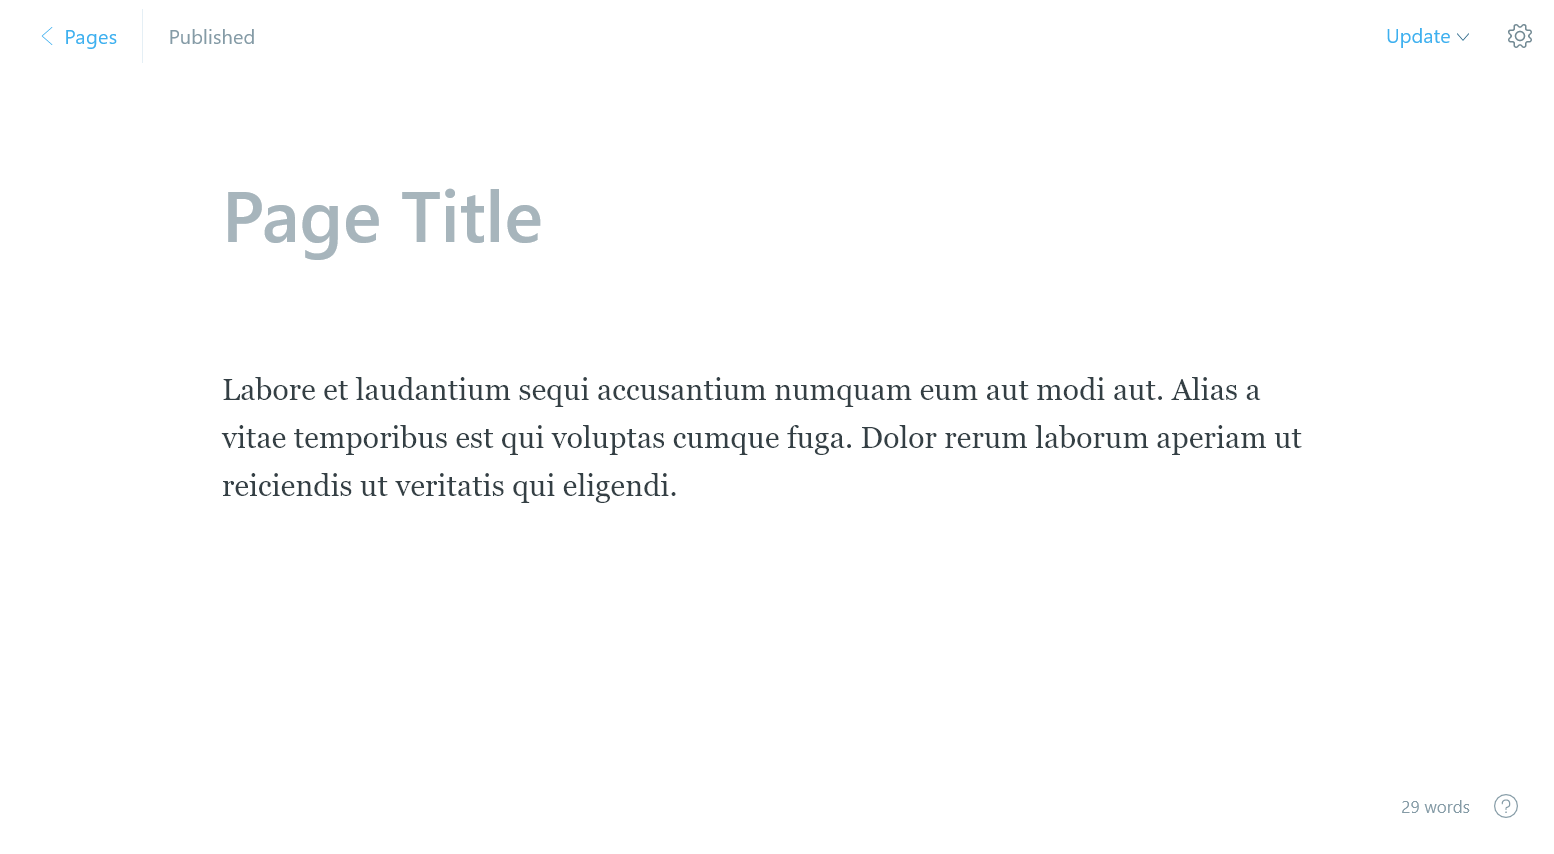 Pages
Published
Update
Page Title
Labore et laudantium sequi accusantium numquam eum aut modi aut. Alias a
vitae temporibus est qui voluptas cumque fuga. Dolor rerum laborum aperiam ut
reiciendis ut veritatis qui eligendi.
29 words
?